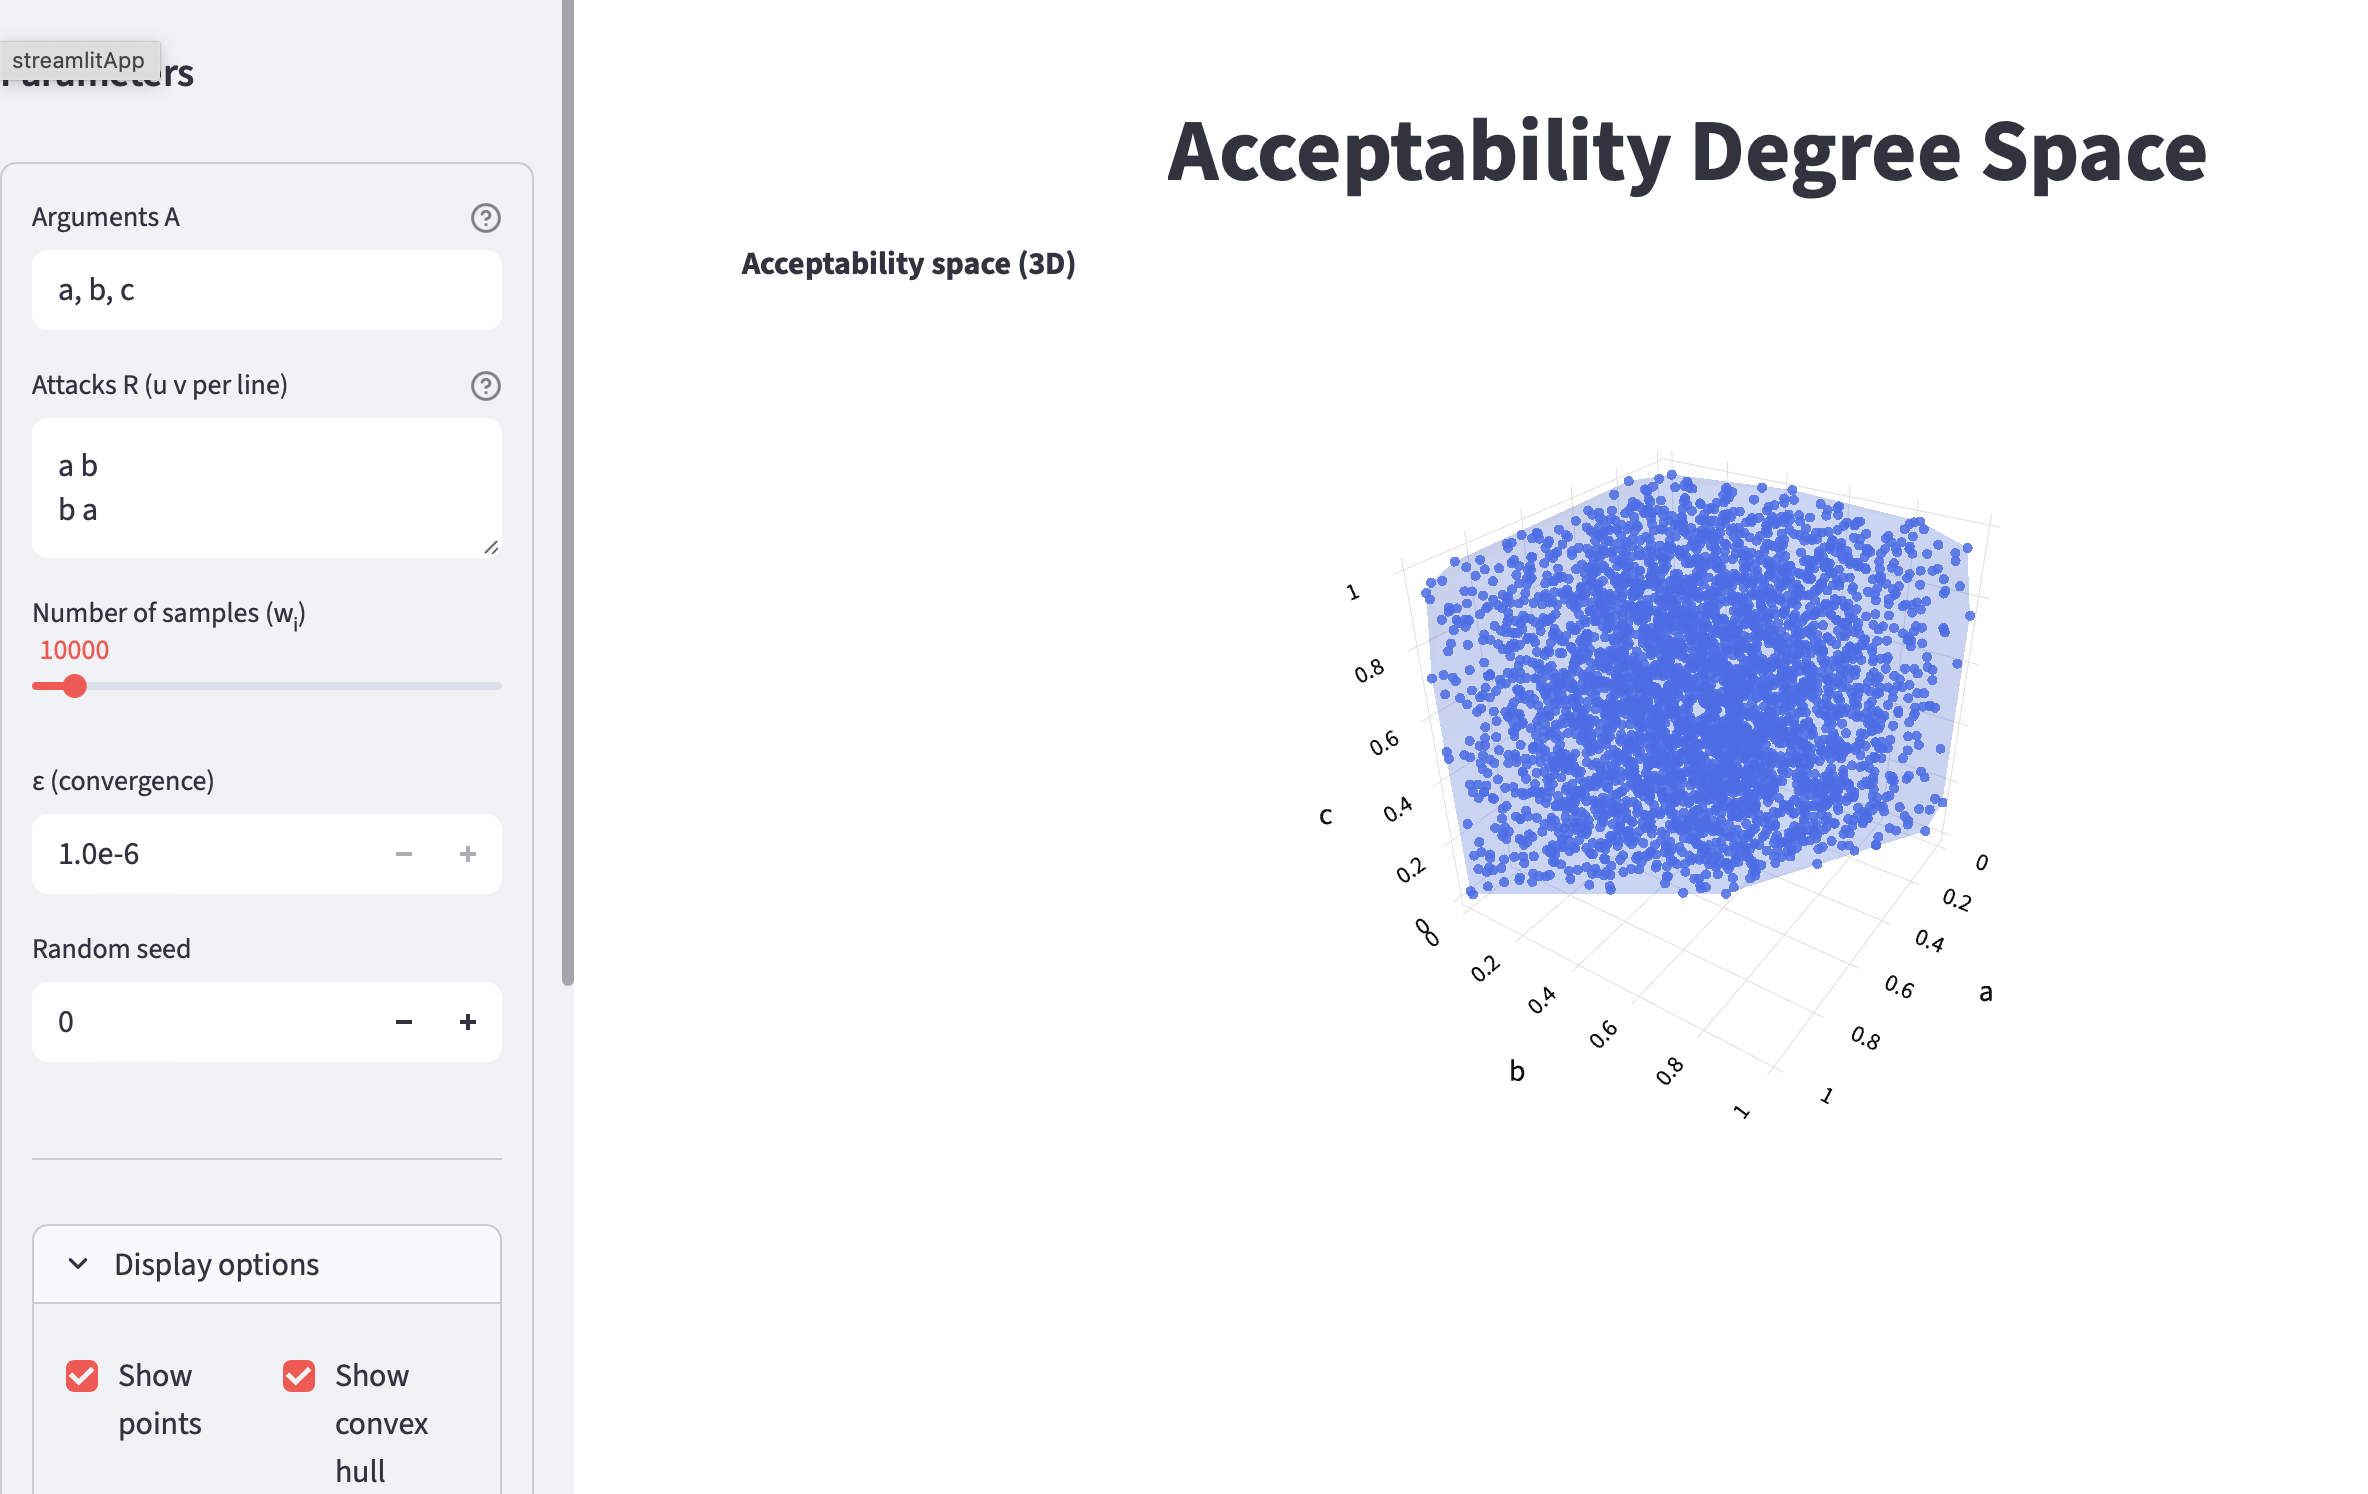 streamlitApp
Parameters
Arguments A
a, b, c
Attacks R (u v per line)
a b
b a
Number of samples (wi)
10000
ε (convergence)
1.0e-6
Random seed
0
Display options
Show points
Show convex hull
Acceptability Degree Space
Acceptability space (3D)
1
0.8
0.6
0.4
0.2
0
c
0
0.2
0.4
0.6
0.8
1
b
0
0.2
0.4
0.6
0.8
1
a